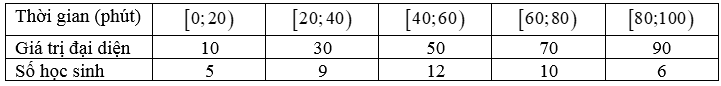 Thời gian (phút) [0; 20) [20; 40) [40; 60) [60; 80) [80; 100)
Giá trị đại diện 10 30 50 70 90
Số học sinh 5 9 12 10 6